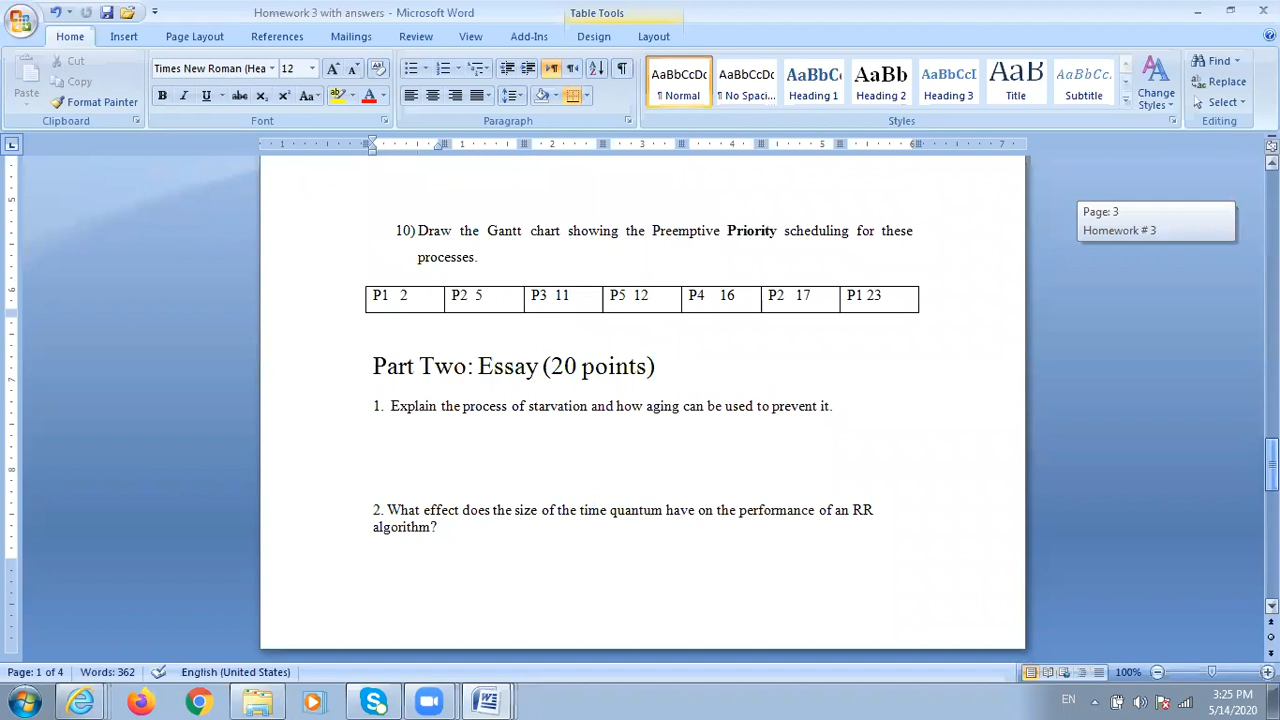 Homework 3 with answers - Microsoft Word
Table Tools
Home Insert Page Layout References Mailings Review View Add-Ins Design Layout
Paste
Cut
Copy
Format Painter
Clipboard
Times New Roman (Hea 12
Font
Paragraph
AaBbCcDc AaBbCcDc AaBbC AaBbCc AaBbCcI AaB AaBbCc.
¶ Normal ¶ No Spaci... Heading 1 Heading 2 Heading 3 Title Subtitle
Styles
Change Styles
Find
Replace
Select
Editing
Page: 3
Homework # 3
10) Draw the Gantt chart showing the Preemptive Priority scheduling for these
processes.
P1 2 P2 5 P3 11 P5 12 P4 16 P2 17 P1 23
Part Two: Essay (20 points)
1. Explain the process of starvation and how aging can be used to prevent it.
2. What effect does the size of the time quantum have on the performance of an RR
algorithm?
Page: 1 of 4 Words: 362 English (United States) 100%
EN 3:25 PM
5/14/2020